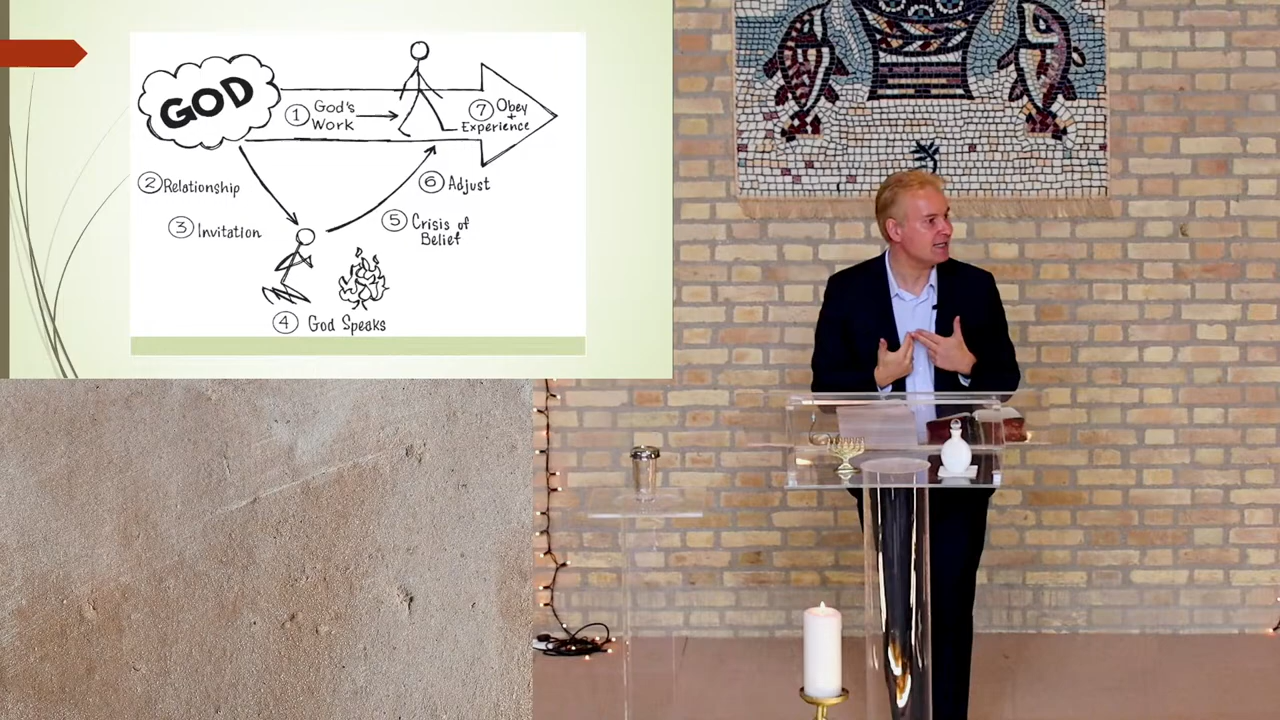 GOD
① God's
Work
⑦ Obey
+
Experience
② Relationship
⑥ Adjust
③ Invitation
⑤ Crisis of
Belief
④ God Speaks